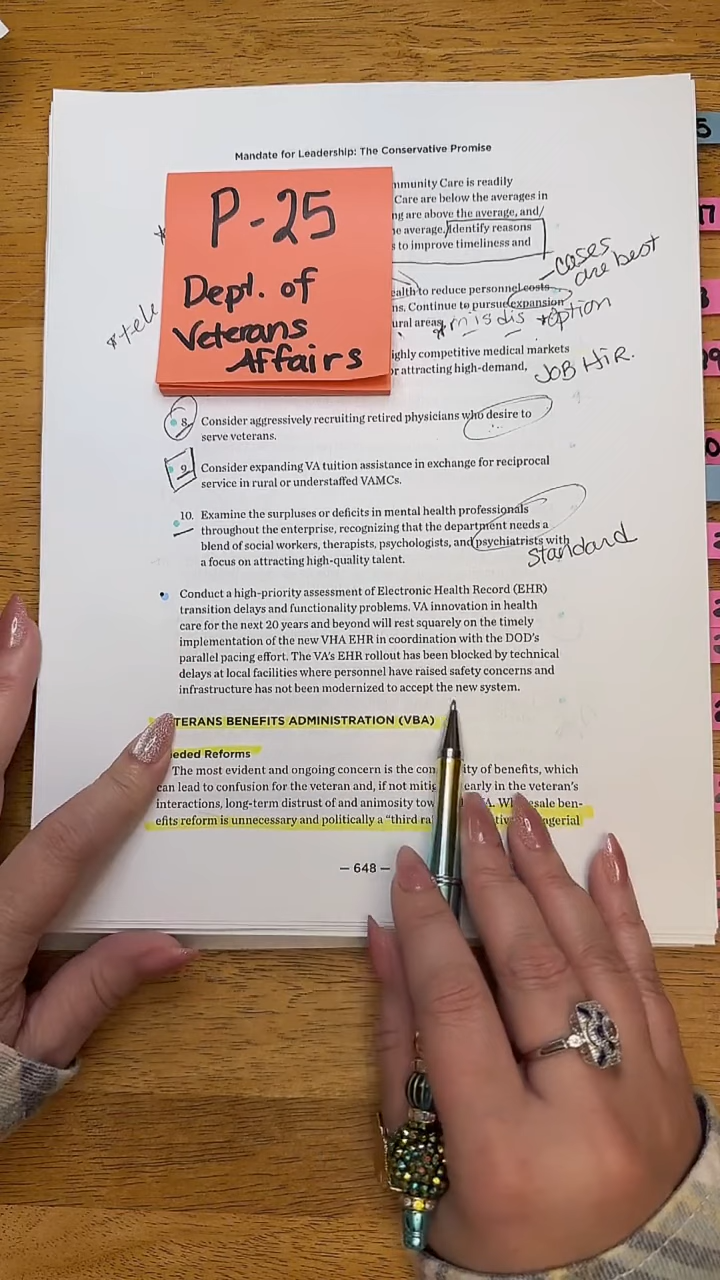 Mandate for Leadership: The Conservative Promise
P-25
Dept. of
Veterans
Affairs
mmunity Care is readily
Care are below the averages in
ng are above the average, and/
e average. Identify reasons
s to improve timeliness and
cases
are best
ealth to reduce personnel costs
ns. Continue to pursue expansion
ural areas.
*misdis *option
*tele
ighly competitive medical markets
or attracting high-demand,
JOB HIR.
8. Consider aggressively recruiting retired physicians who desire to
serve veterans.
9. Consider expanding VA tuition assistance in exchange for reciprocal
service in rural or understaffed VAMCs.
10. Examine the surpluses or deficits in mental health professionals
throughout the enterprise, recognizing that the department needs a
blend of social workers, therapists, psychologists, and psychiatrists with
a focus on attracting high-quality talent.
standard
• Conduct a high-priority assessment of Electronic Health Record (EHR)
transition delays and functionality problems. VA innovation in health
care for the next 20 years and beyond will rest squarely on the timely
implementation of the new VHA EHR in coordination with the DOD's
parallel pacing effort. The VA's EHR rollout has been blocked by technical
delays at local facilities where personnel have raised safety concerns and
infrastructure has not been modernized to accept the new system.
TERANS BENEFITS ADMINISTRATION (VBA)
eded Reforms
The most evident and ongoing concern is the con ity of benefits, which
can lead to confusion for the veteran and, if not mitig early in the veteran's
interactions, long-term distrust of and animosity tow A. Wh esale ben-
efits reform is unnecessary and politically a "third ra tive agerial
— 648 —